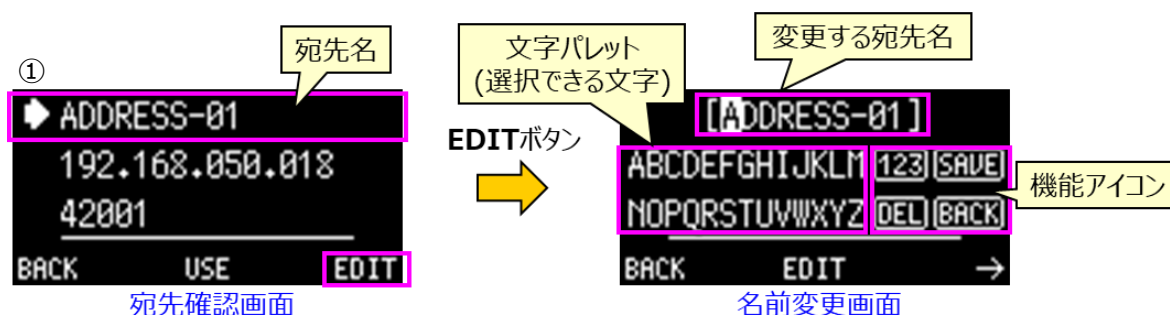 ①
宛先名
ADDRESS-01
192.168.050.018
42001
BACK USE EDIT
宛先確認画面
EDITボタン
文字パレット
(選択できる文字)
変更する宛先名
[ADDRESS-01]
ABCDEFGHIJKLM 123 SAVE
NOPQRSTUVWXYZ DEL BACK
機能アイコン
BACK EDIT →
名前変更画面